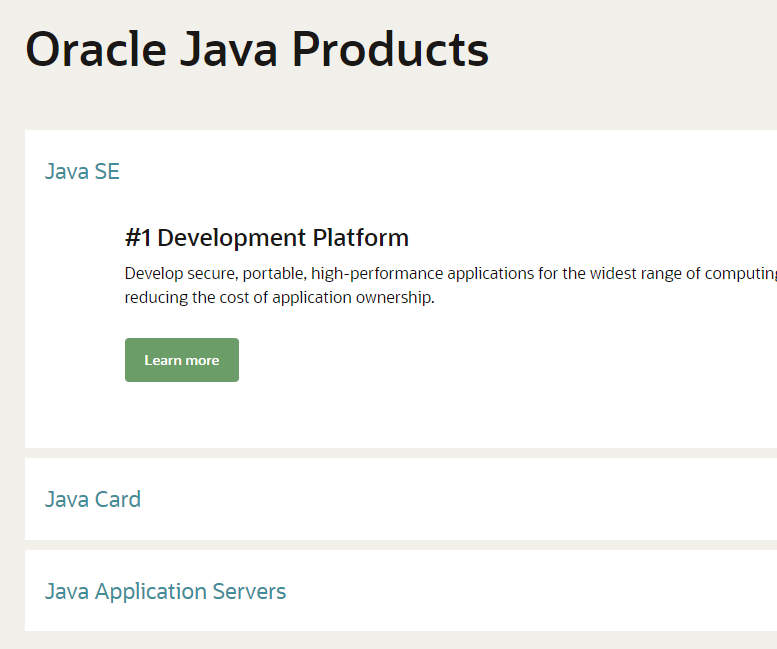 Oracle Java Products
Java SE
#1 Development Platform
Develop secure, portable, high-performance applications for the widest range of computing
reducing the cost of application ownership.
Learn more
Java Card
Java Application Servers